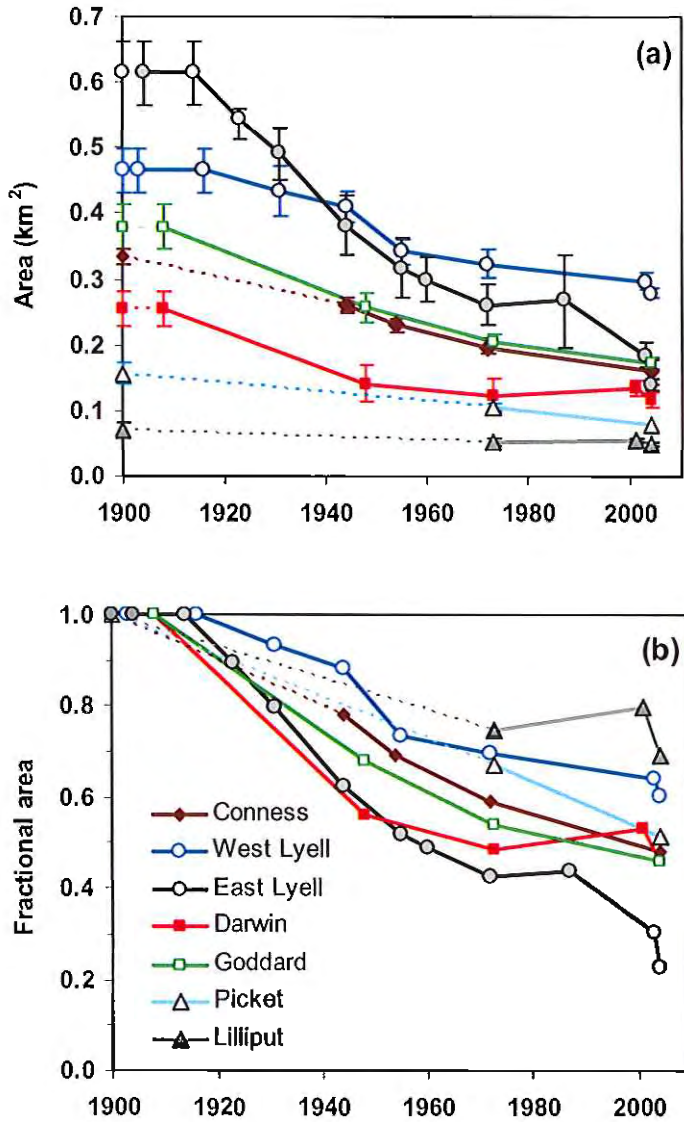 0.7
(a)
0.6
0.5
0.4
0.3
0.2
0.1
0.0
Area (km²)
1900 1920 1940 1960 1980 2000
1.0
(b)
0.8
0.6
0.4
0.2
0.0
Fractional area
Conness
West Lyell
East Lyell
Darwin
Goddard
Picket
Lilliput
1900 1920 1940 1960 1980 2000